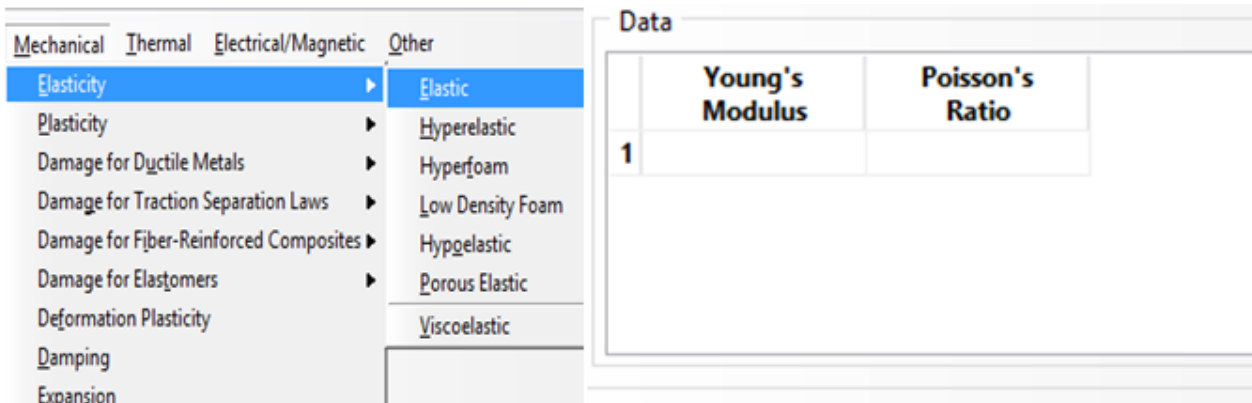 Mechanical Thermal Electrical/Magnetic Other
Elasticity
Plasticity
Damage for Ductile Metals
Damage for Traction Separation Laws
Damage for Fiber-Reinforced Composites
Damage for Elastomers
Deformation Plasticity
Damping
Expansion
Elastic
Hyperelastic
Hyperfoam
Low Density Foam
Hypoelastic
Porous Elastic
Viscoelastic
Data
Young's Poisson's
Modulus Ratio
1